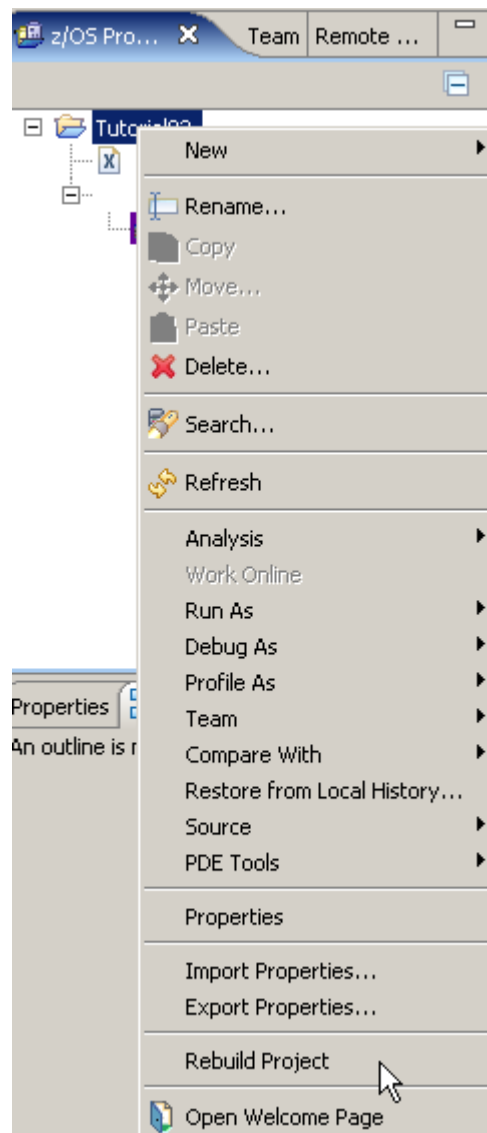 z/OS Pro... Team Remote ...
New
Rename...
Copy
Move...
Paste
Delete...
Search...
Refresh
Analysis
Work Online
Run As
Debug As
Profile As
Team
Compare With
Restore from Local History...
Source
PDE Tools
Properties
Import Properties...
Export Properties...
Rebuild Project
Open Welcome Page
Properties
An outline is